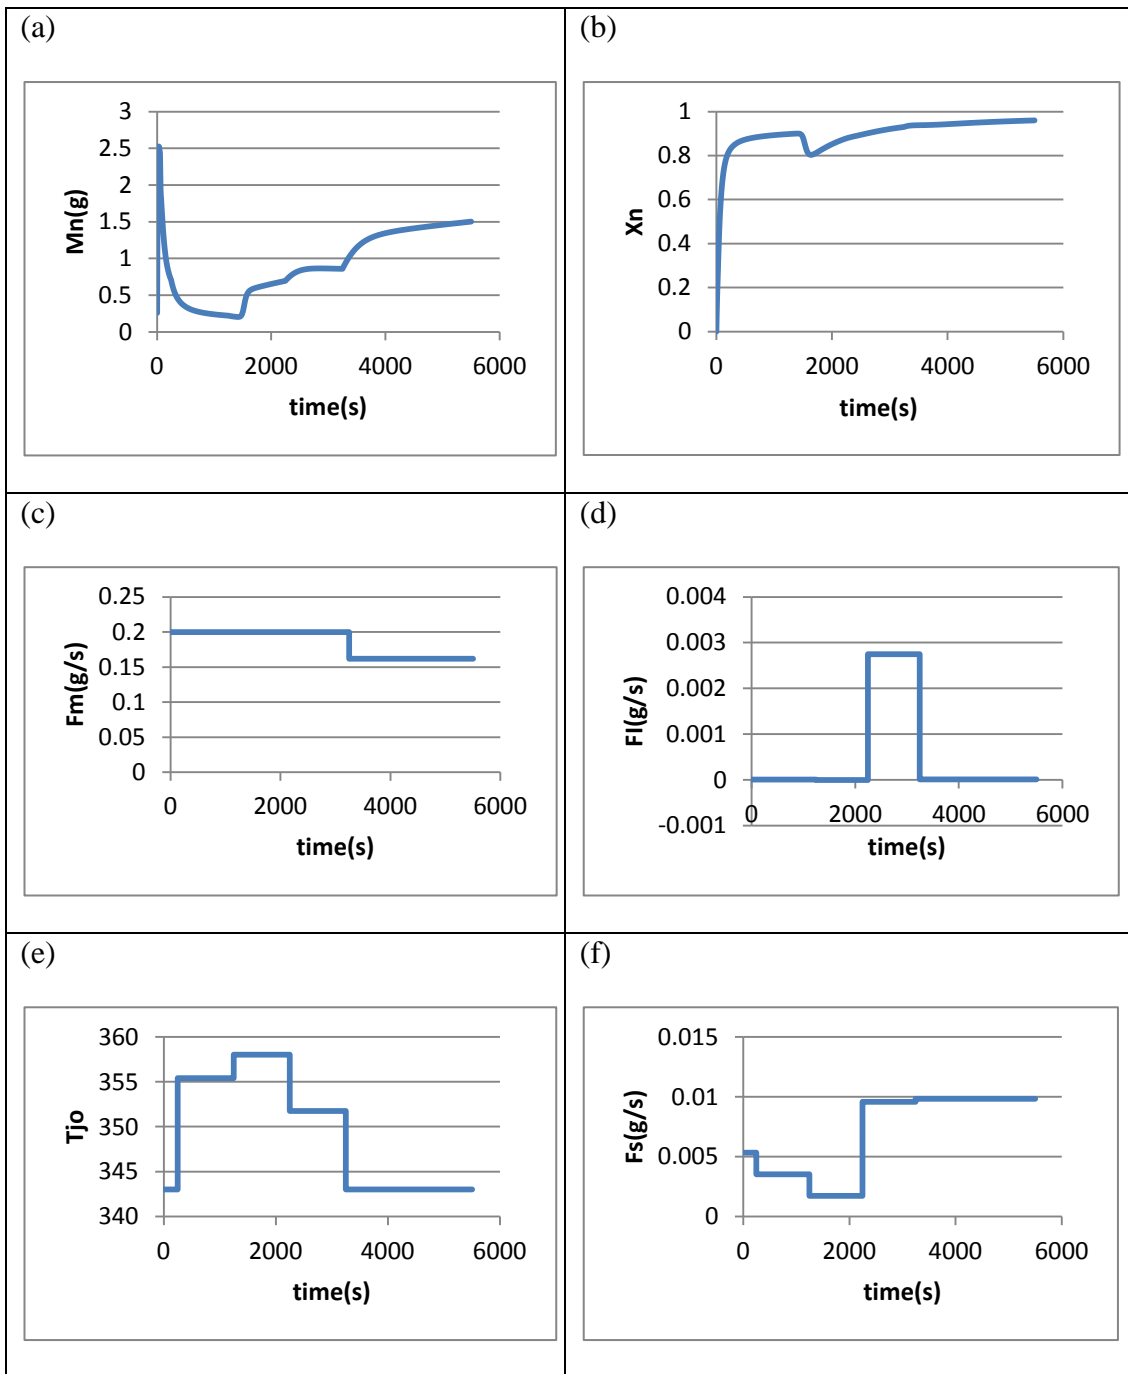 (a)
3
2.5
2
1.5
1
0.5
0
0 2000 4000 6000
Mn(g)
time(s)
(b)
1
0.8
0.6
0.4
0.2
0
0 2000 4000 6000
Xn
time(s)
(c)
0.25
0.2
0.15
0.1
0.05
0
0 2000 4000 6000
Fm(g/s)
time(s)
(d)
0.004
0.003
0.002
0.001
0
-0.001
0 2000 4000 6000
FI(g/s)
time(s)
(e)
360
355
350
345
340
0 2000 4000 6000
Tjo
time(s)
(f)
0.015
0.01
0.005
0
0 2000 4000 6000
Fs(g/s)
time(s)